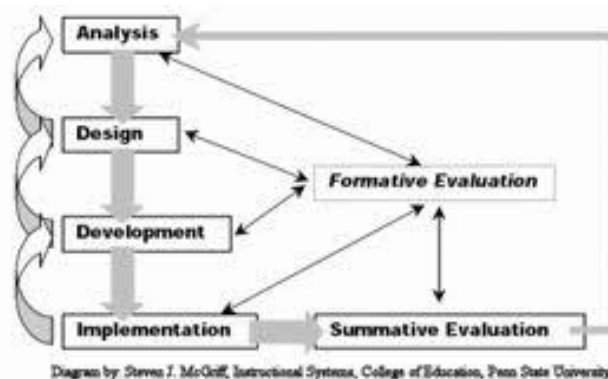 Analysis
Design
Formative Evaluation
Development
Implementation
Summative Evaluation
Diagram by: Steven J. McGriff, Instructional Systems, College of Education, Penn State University